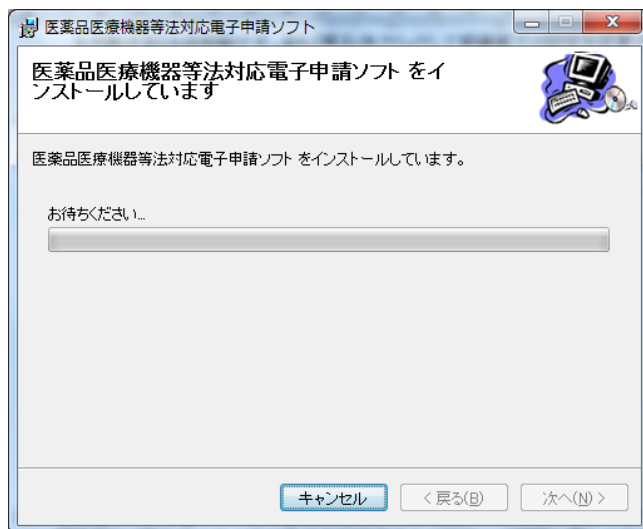 医薬品医療機器等法対応電子申請ソフト
医薬品医療機器等法対応電子申請ソフト をイ
ンストールしています
医薬品医療機器等法対応電子申請ソフト をインストールしています。
お待ちください...
キャンセル
< 戻る(B)
次へ(N) >